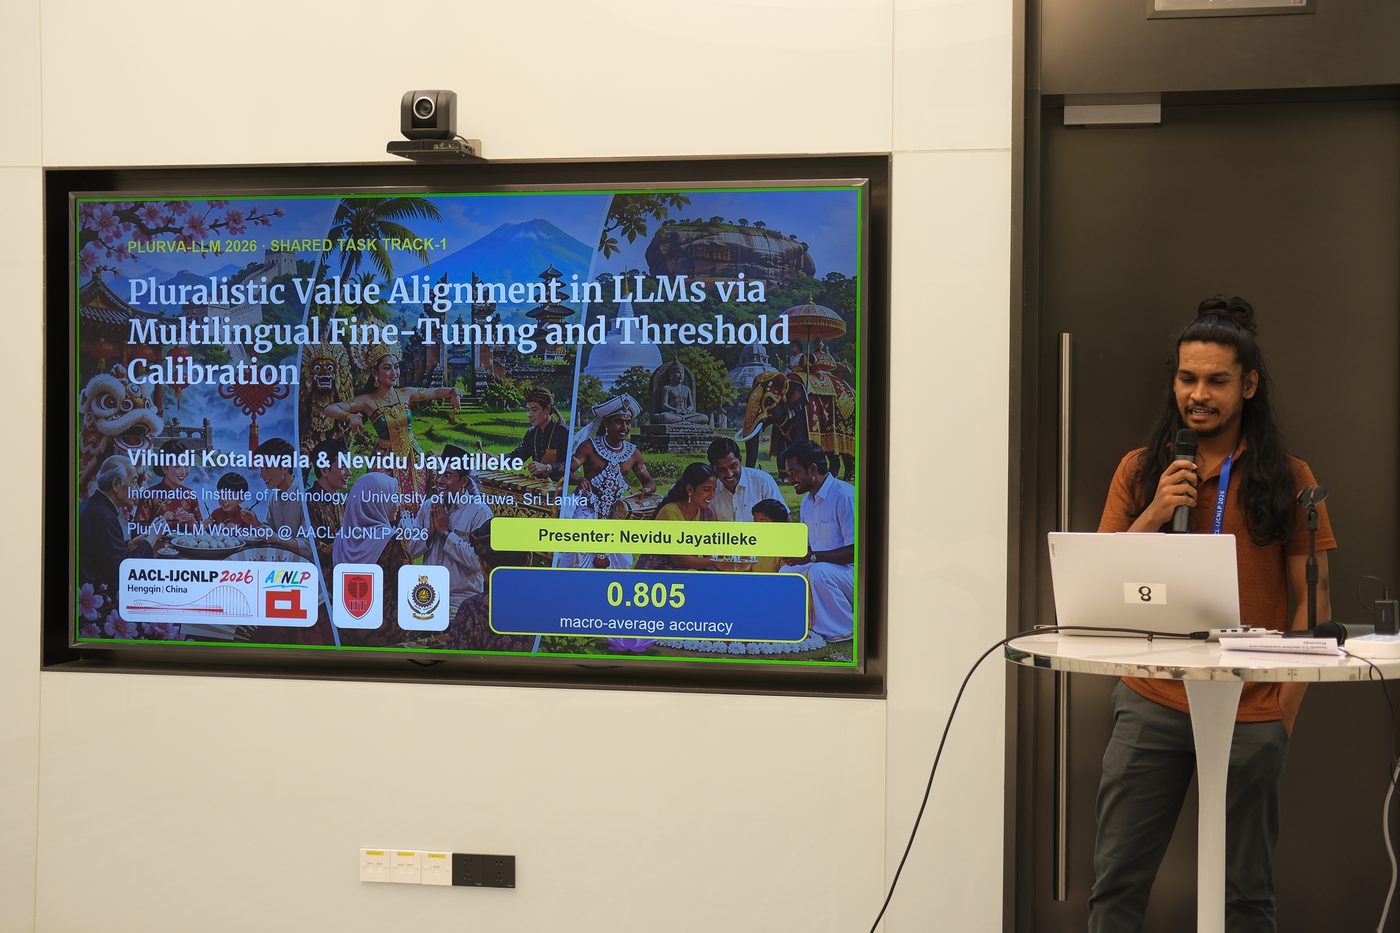 PLURVA-LLM 2026 · SHARED TASK TRACK-1
Pluralistic Value Alignment in LLMs via
Multilingual Fine-Tuning and Threshold
Calibration
Vihindi Kotalawala & Nevidu Jayatilleke
Informatics Institute of Technology · University of Moratuwa, Sri Lanka
PlurVA-LLM Workshop @ AACL-IJCNLP 2026
Presenter: Nevidu Jayatilleke
AACL-IJCNLP 2026
Hengqin | China
AFNLP
0.805
macro-average accuracy
8